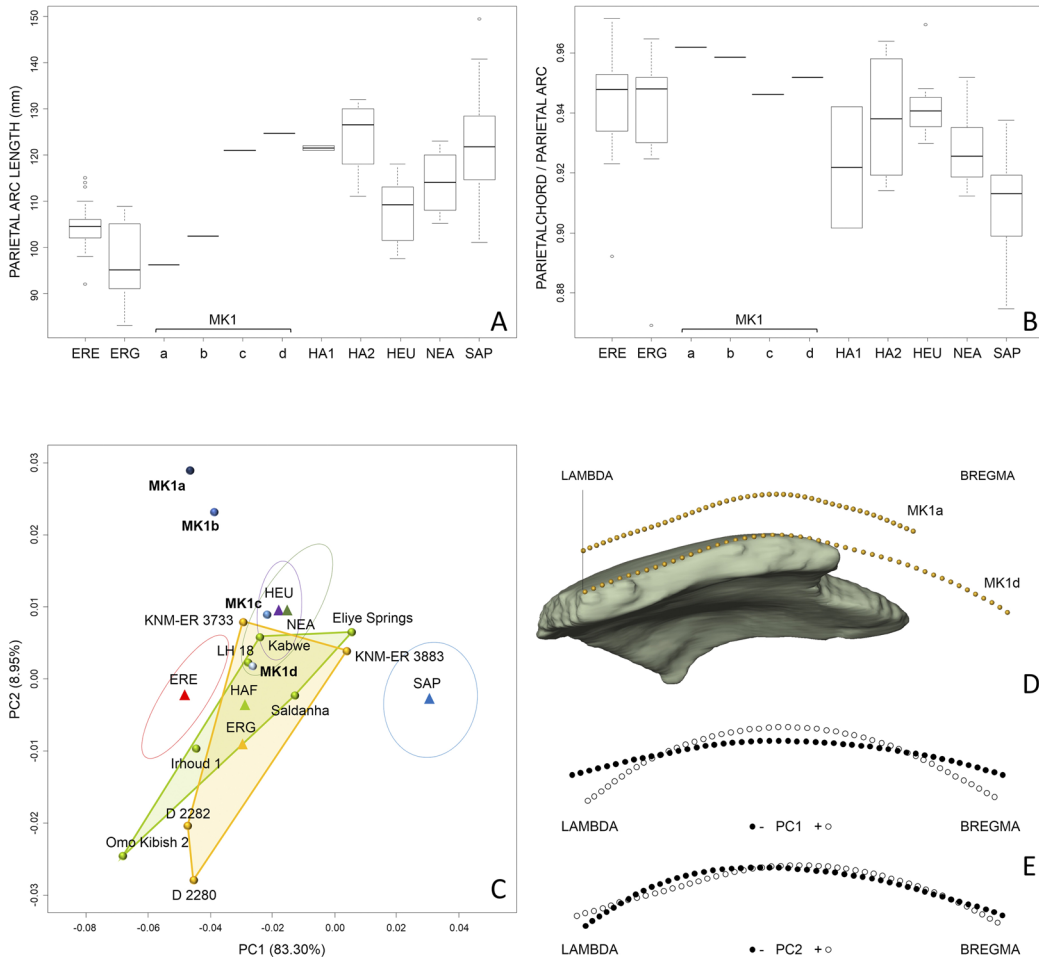 PARIETAL ARC LENGTH (mm)
150
140
130
120
110
100
90
MK1
A
ERE ERG a b c d HA1 HA2 HEU NEA SAP
PARIETALCHORD / PARIETAL ARC
0.96
0.94
0.92
0.90
0.88
MK1
B
ERE ERG a b c d HA1 HA2 HEU NEA SAP
PC2 (8.95%)
0.03
0.02
0.01
0.00
-0.01
-0.02
-0.03
MK1a
MK1b
HEU
MK1c
KNM-ER 3733
NEA
Eliye Springs
LH 18
Kabwe
MK1d
KNM-ER 3883
ERE
SAP
HAF
Saldanha
ERG
Irhoud 1
D 2282
Omo Kibish 2
D 2280
C
-0.08 -0.06 -0.04 -0.02 0.00 0.02 0.04
PC1 (83.30%)
LAMBDA BREGMA
MK1a
MK1d
D
LAMBDA - PC1 + BREGMA
E
LAMBDA - PC2 + BREGMA